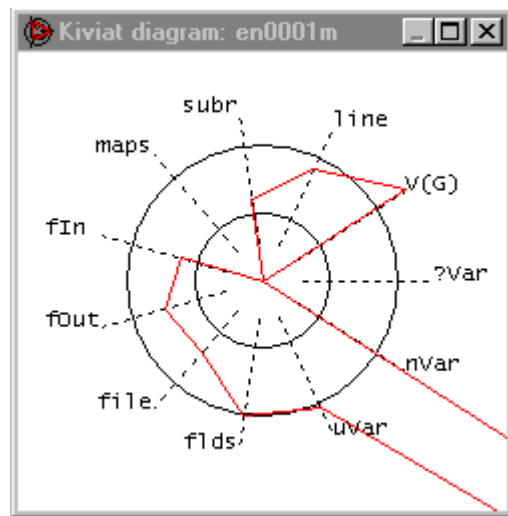 Kiviat diagram: en0001m
subr
line
maps
V(G)
fIn
?Var
fOut
nVar
file
uVar
flds